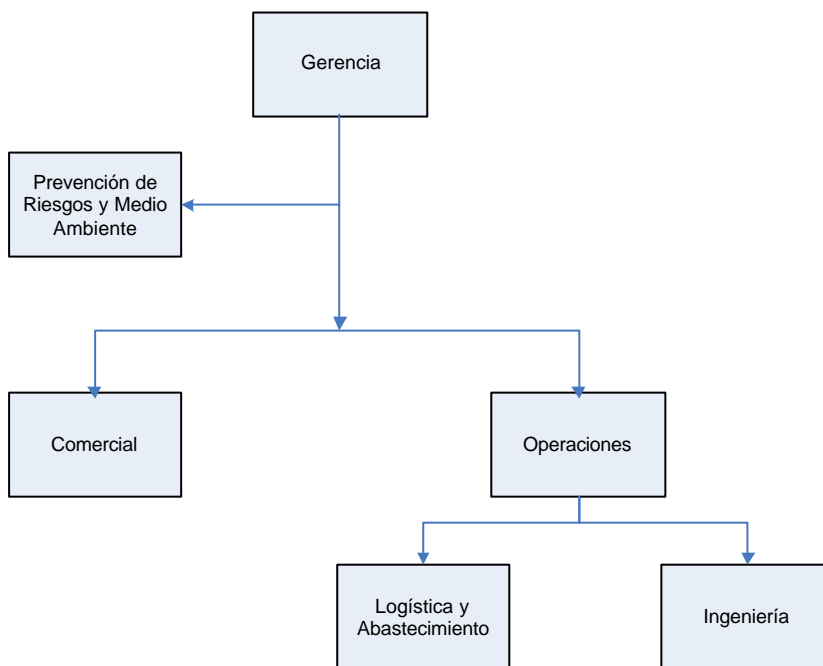 Gerencia
Prevención de
Riesgos y Medio
Ambiente
Comercial
Operaciones
Logística y
Abastecimiento
Ingeniería